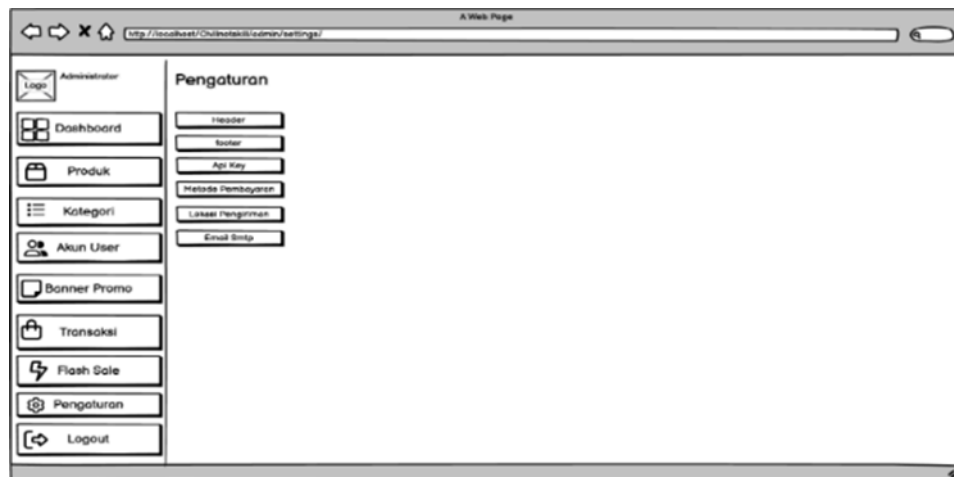 A Web Page
http://localhost/Chilinotskill/admin/settings/
Logo
Administrator
Dashboard
Produk
Kategori
Akun User
Banner Promo
Transaksi
Flash Sale
Pengaturan
Logout
Pengaturan
Header
footer
Api Key
Metode Pembayaran
Lokasi Pengiriman
Email Smtp